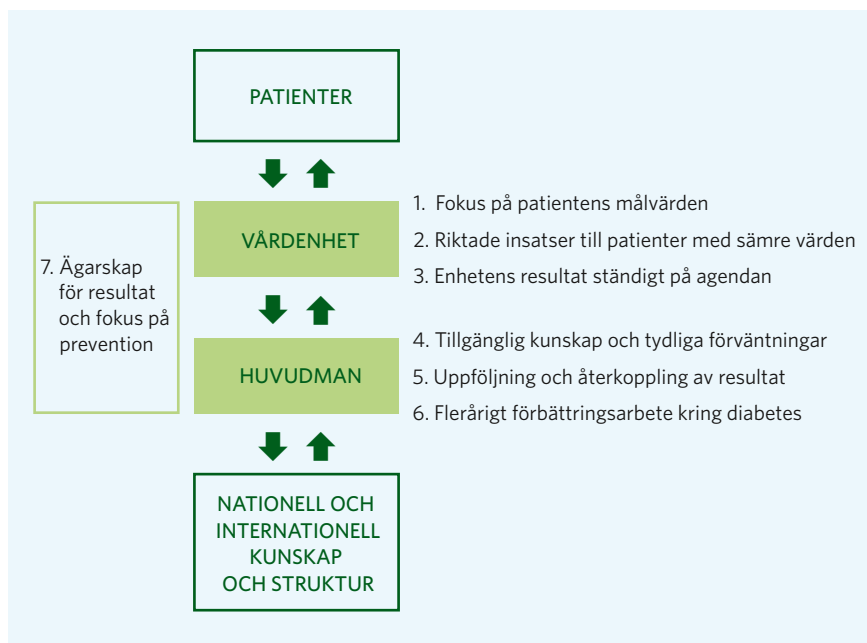 PATIENTER
VÅRDENHET
1. Fokus på patientens målvärden
2. Riktade insatser till patienter med sämre värden
3. Enhetens resultat ständigt på agendan
7. Ägarskap
för resultat
och fokus på
prevention
HUVUDMAN
4. Tillgänglig kunskap och tydliga förväntningar
5. Uppföljning och återkoppling av resultat
6. Flerårigt förbättringsarbete kring diabetes
NATIONELL OCH
INTERNATIONELL
KUNSKAP
OCH STRUKTUR